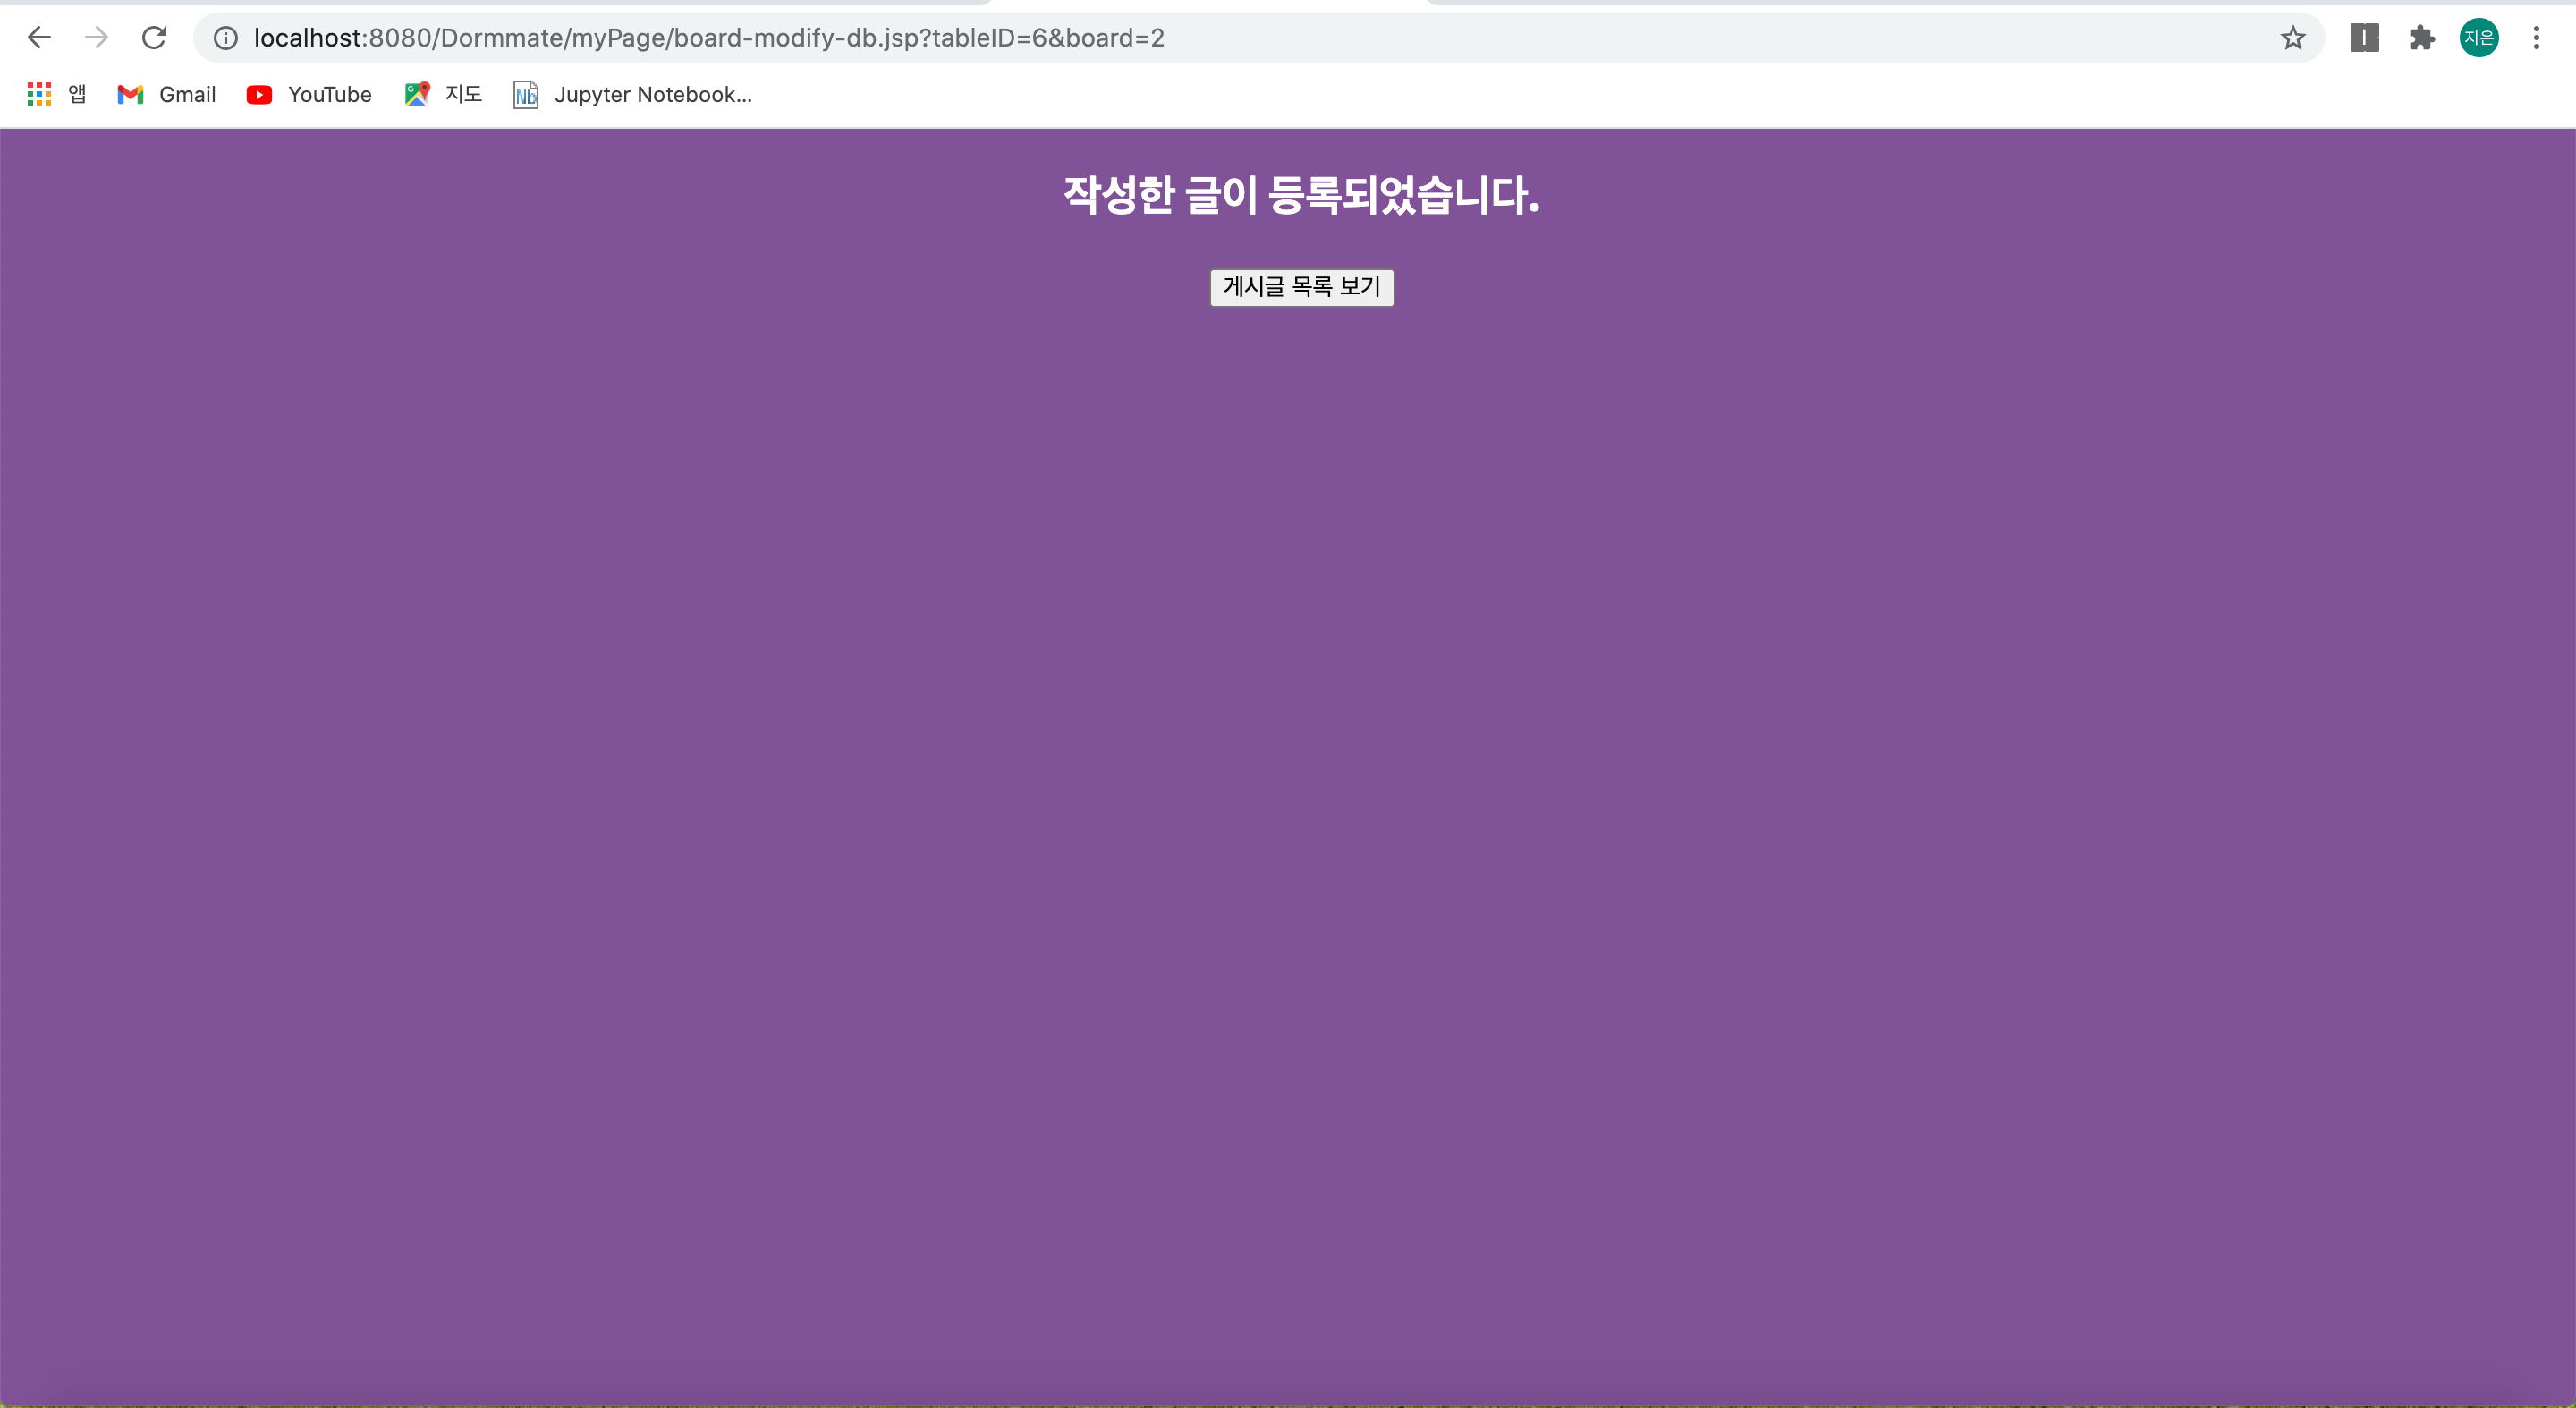 localhost:8080/Dormmate/myPage/board-modify-db.jsp?tableID=6&board=2
지은
앱 Gmail YouTube 지도 Jupyter Notebook...
작성한 글이 등록되었습니다.
게시글 목록 보기